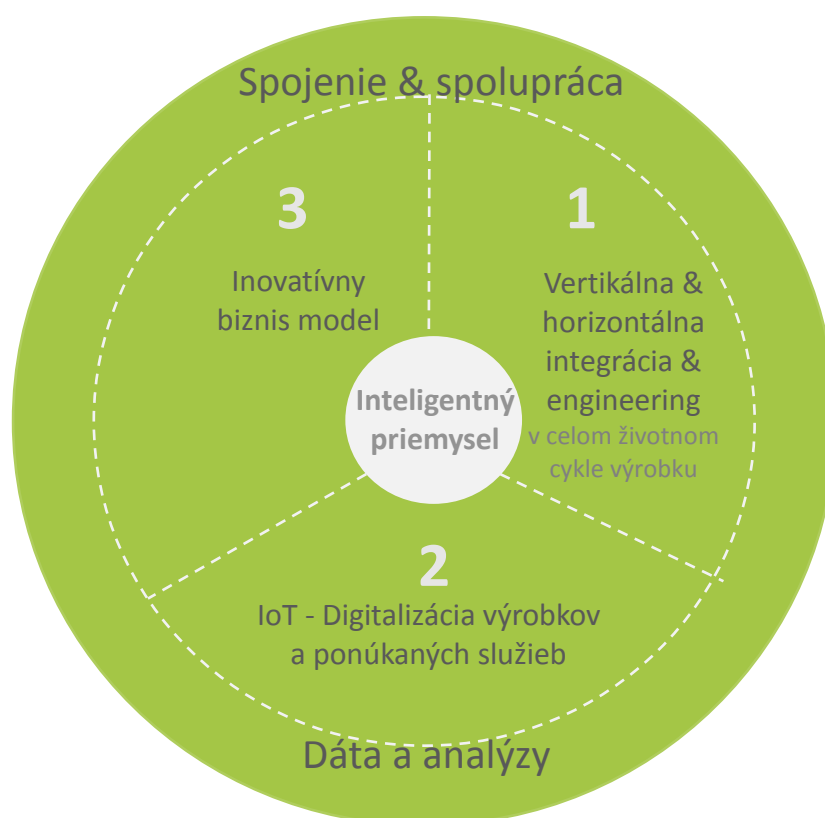 Spojenie & spolupráca
3
Inovatívny
biznis model
1
Vertikálna &
horizontálna
integrácia &
engineering
v celom životnom
cykle výrobku
Inteligentný
priemysel
2
IoT - Digitalizácia výrobkov
a ponúkaných služieb
Dáta a analýzy